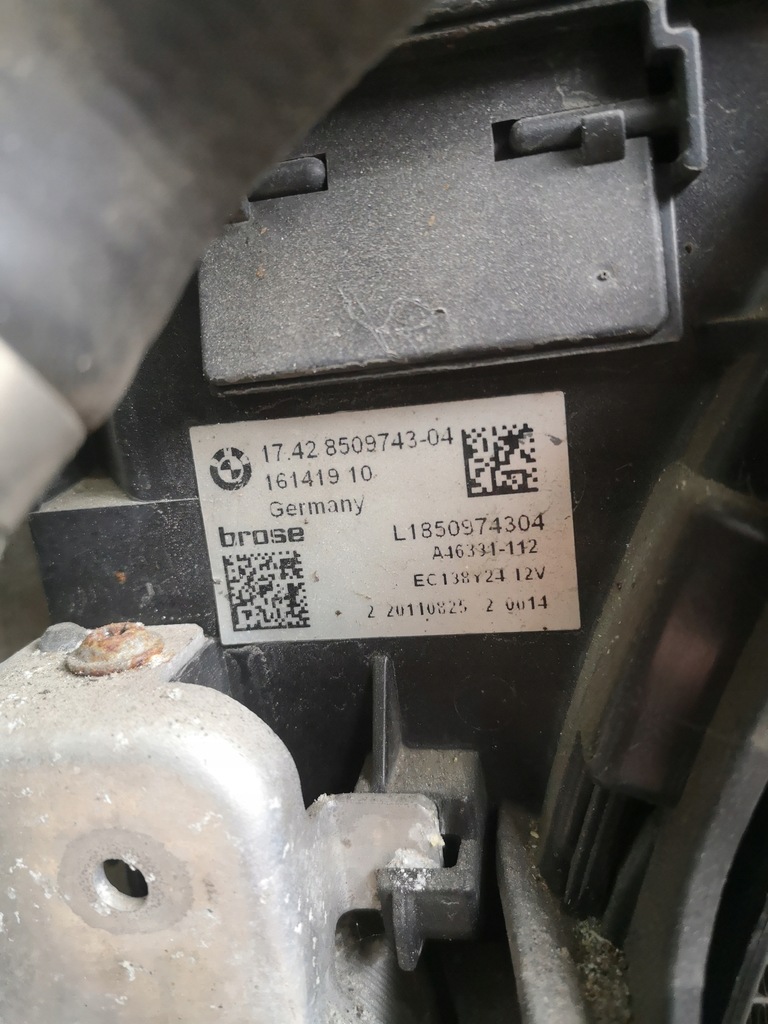 17.42 8509743-04
161419 10
Germany
brose
L1850974304
A46331-112
EC138Y24 12V
2 20110825 2 0014